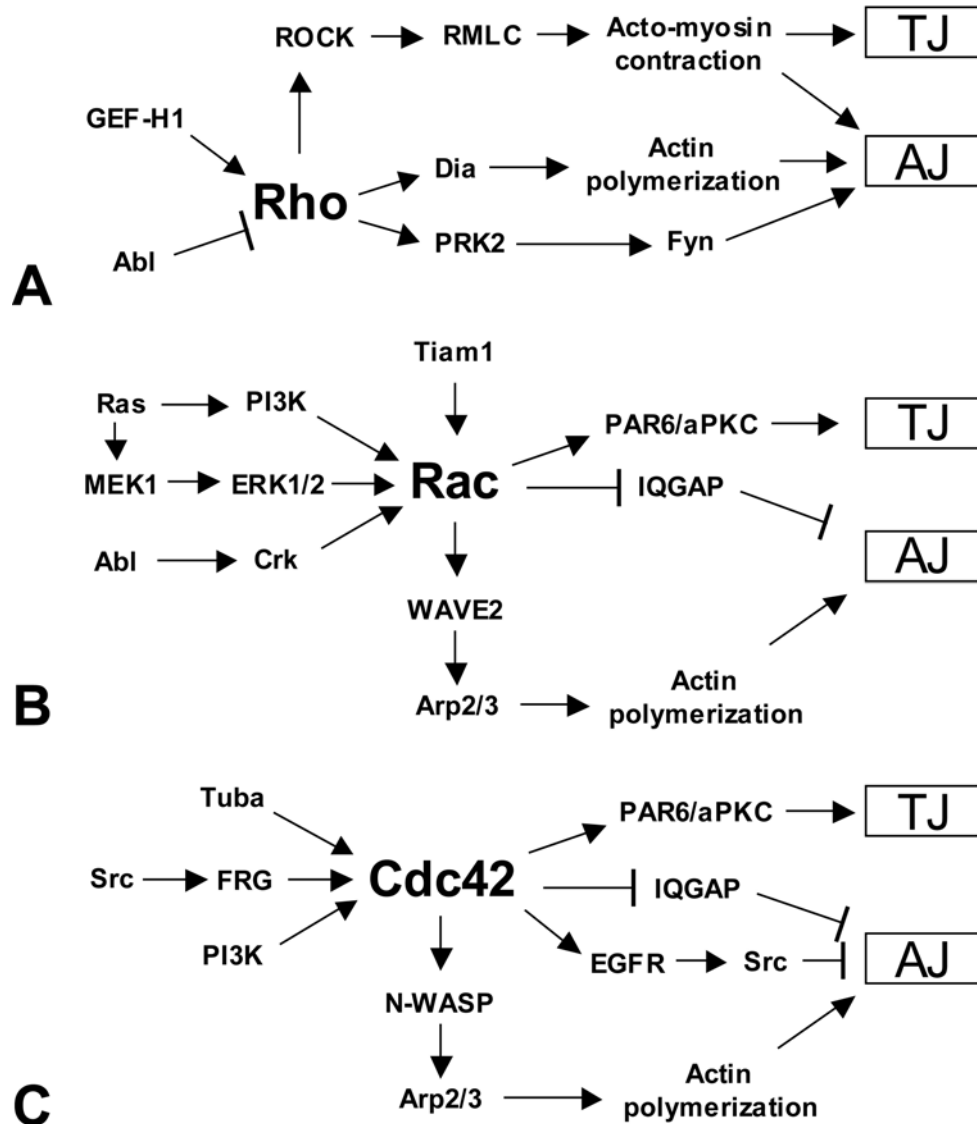 ROCK
RMLC
Acto-myosin
contraction
TJ
GEF-H1
Rho
Dia
Actin
polymerization
AJ
Abl
PRK2
Fyn
A
Tiam1
Ras
PI3K
PAR6/aPKC
TJ
MEK1
ERK1/2
Rac
IQGAP
AJ
Abl
Crk
WAVE2
Arp2/3
Actin
polymerization
B
Tuba
PAR6/aPKC
TJ
Src
FRG
Cdc42
IQGAP
PI3K
EGFR
Src
AJ
N-WASP
Arp2/3
Actin
polymerization
C